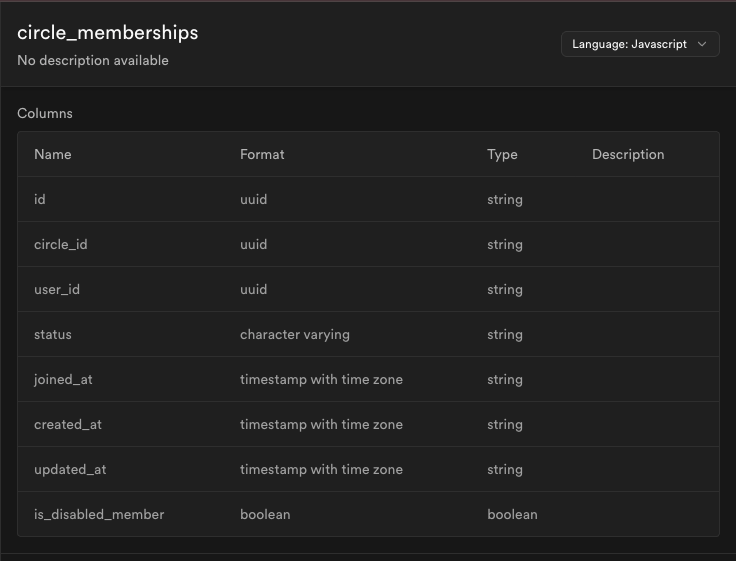 circle_memberships
No description available
Language: Javascript
Columns
Name Format Type Description
id uuid string
circle_id uuid string
user_id uuid string
status character varying string
joined_at timestamp with time zone string
created_at timestamp with time zone string
updated_at timestamp with time zone string
is_disabled_member boolean boolean